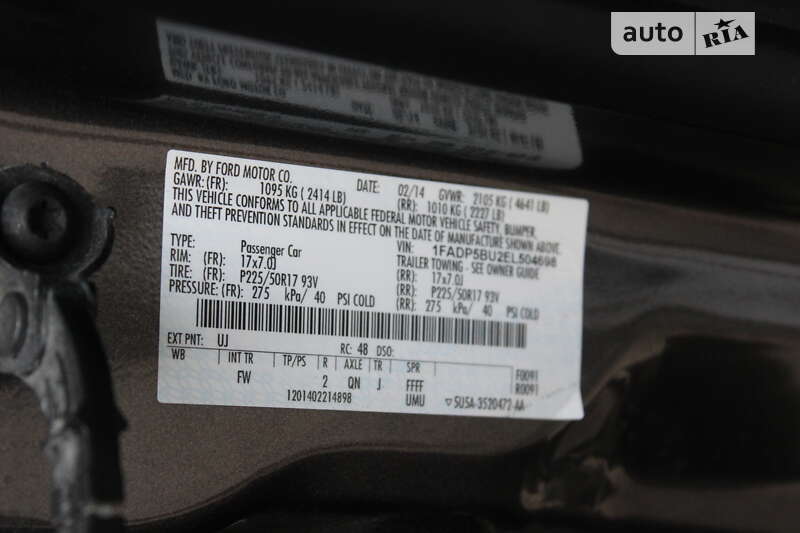 auto RIA
MFD. BY FORD MOTOR CO.
DATE: 02/14 GVWR: 2105 KG ( 4641 LB)
GAWR: (FR): 1095 KG ( 2414 LB) (RR): 1010 KG ( 2227 LB)
THIS VEHICLE CONFORMS TO ALL APPLICABLE FEDERAL MOTOR VEHICLE SAFETY, BUMPER,
AND THEFT PREVENTION STANDARDS IN EFFECT ON THE DATE OF MANUFACTURE SHOWN ABOVE.
VIN: 1FADP5BU2EL504698
TYPE: Passenger Car TRAILER TOWING - SEE OWNER GUIDE
RIM: (FR): 17x7.0J (RR): 17x7.0J
TIRE: (FR): P225/50R17 93V (RR): P225/50R17 93V
PRESSURE: (FR): 275 kPa/ 40 PSI COLD (RR): 275 kPa/ 40 PSI COLD
EXT PNT: UJ RC: 48 DSO:
WB INT TR TP/PS R AXLE TR SPR F0091
FW 2 QN J FFFF R0091
1201402214898 UMU ▽5U5A-3520472-AA